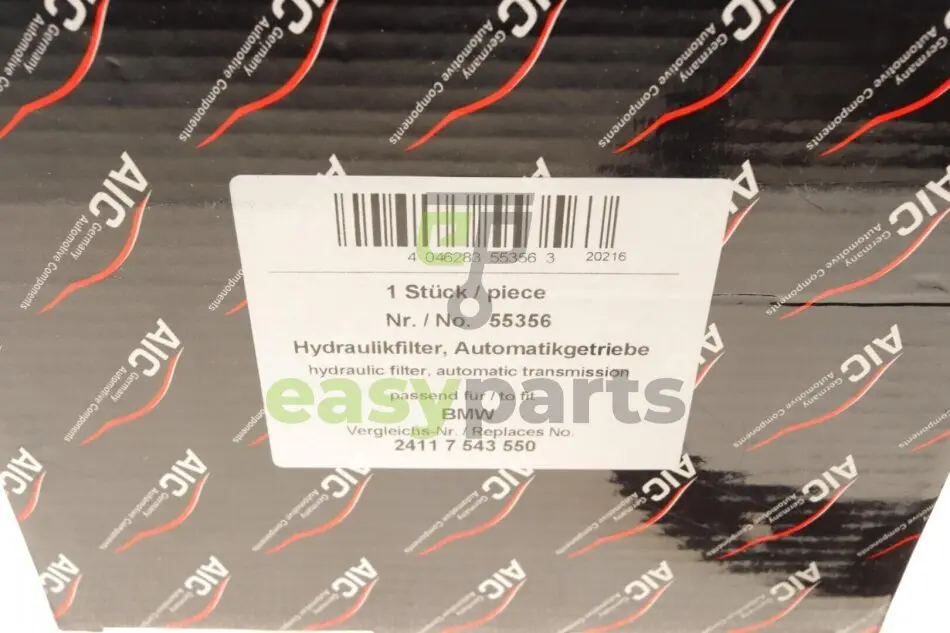 AIC
Germany
Automotive Components
4 046283 55356 3 20216
1 Stück / piece
Nr. / No. 55356
Hydraulikfilter, Automatikgetriebe
hydraulic filter, automatic transmission
easyparts
passend für / to fit
BMW
Vergleichs-Nr. / Replaces No.
2411 7 543 550